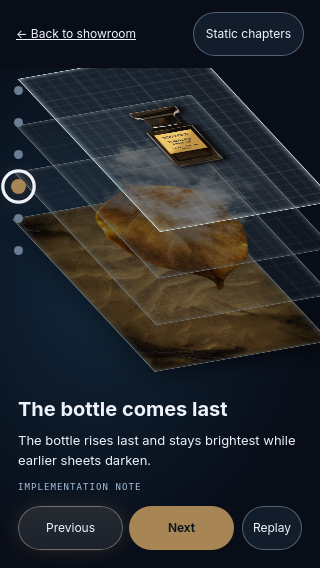 ← Back to showroom
Static chapters
The bottle comes last
The bottle rises last and stays brightest while
earlier sheets darken.
IMPLEMENTATION NOTE
Previous
Next
Replay